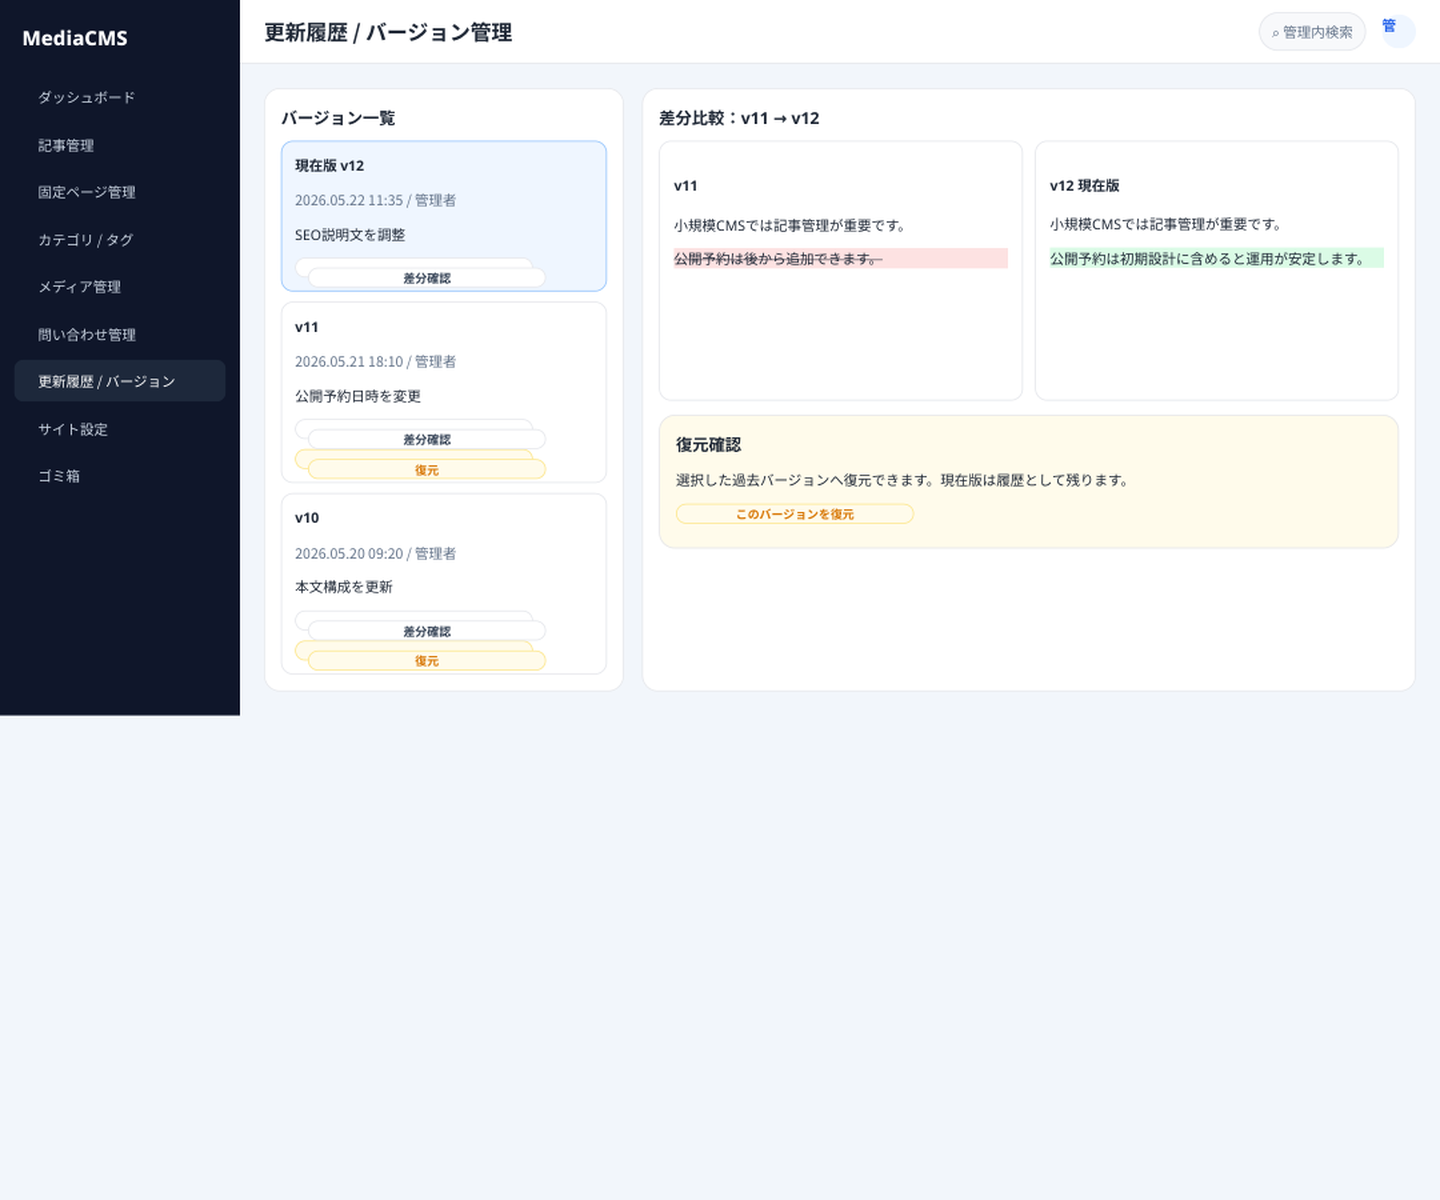 MediaCMS
ダッシュボード
記事管理
固定ページ管理
カテゴリ / タグ
メディア管理
問い合わせ管理
更新履歴 / バージョン
サイト設定
ゴミ箱
更新履歴 / バージョン管理
⌕ 管理内検索
管
バージョン一覧
現在版 v12
2026.05.22 11:35 / 管理者
SEO説明文を調整
差分確認
v11
2026.05.21 18:10 / 管理者
公開予約日時を変更
差分確認
復元
v10
2026.05.20 09:20 / 管理者
本文構成を更新
差分確認
復元
差分比較：v11 → v12
v11
小規模CMSでは記事管理が重要です。
公開予約は後から追加できます。
v12 現在版
小規模CMSでは記事管理が重要です。
公開予約は初期設計に含めると運用が安定します。
復元確認
選択した過去バージョンへ復元できます。現在版は履歴として残ります。
このバージョンを復元